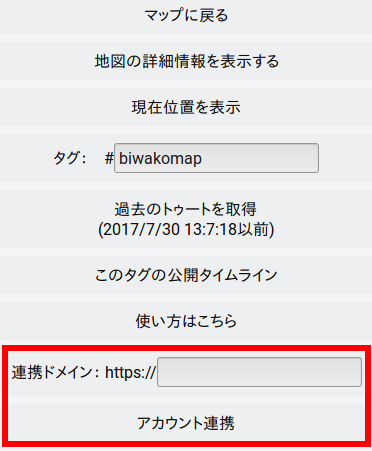 マップに戻る
地図の詳細情報を表示する
現在位置を表示
タグ： #biwakomap
過去のトゥートを取得
(2017/7/30 13:7:18以前)
このタグの公開タイムライン
使い方はこちら
連携ドメイン：https://
アカウント連携